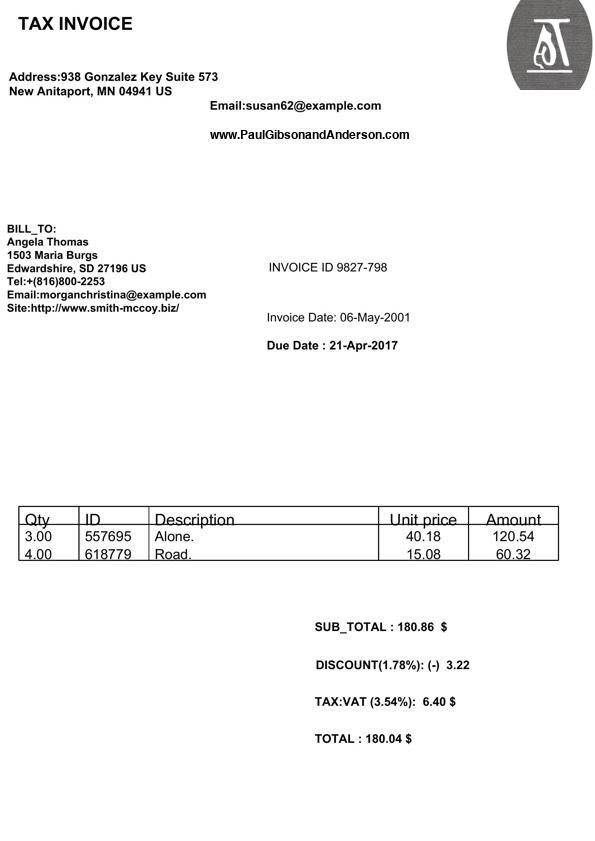 TAX INVOICE
Address:938 Gonzalez Key Suite 573
New Anitaport, MN 04941 US
Email:susan62@example.com
www.PaulGibsonandAnderson.com
BILL_TO:
Angela Thomas
1503 Maria Burgs
Edwardshire, SD 27196 US
Tel:+(816)800-2253
Email:morganchristina@example.com
Site:http://www.smith-mccoy.biz/
INVOICE ID 9827-798
Invoice Date: 06-May-2001
Due Date : 21-Apr-2017
Qty ID Description Unit price Amount
3.00 557695 Alone. 40.18 120.54
4.00 618779 Road. 15.08 60.32
SUB_TOTAL : 180.86 $
DISCOUNT(1.78%): (-) 3.22
TAX:VAT (3.54%): 6.40 $
TOTAL : 180.04 $